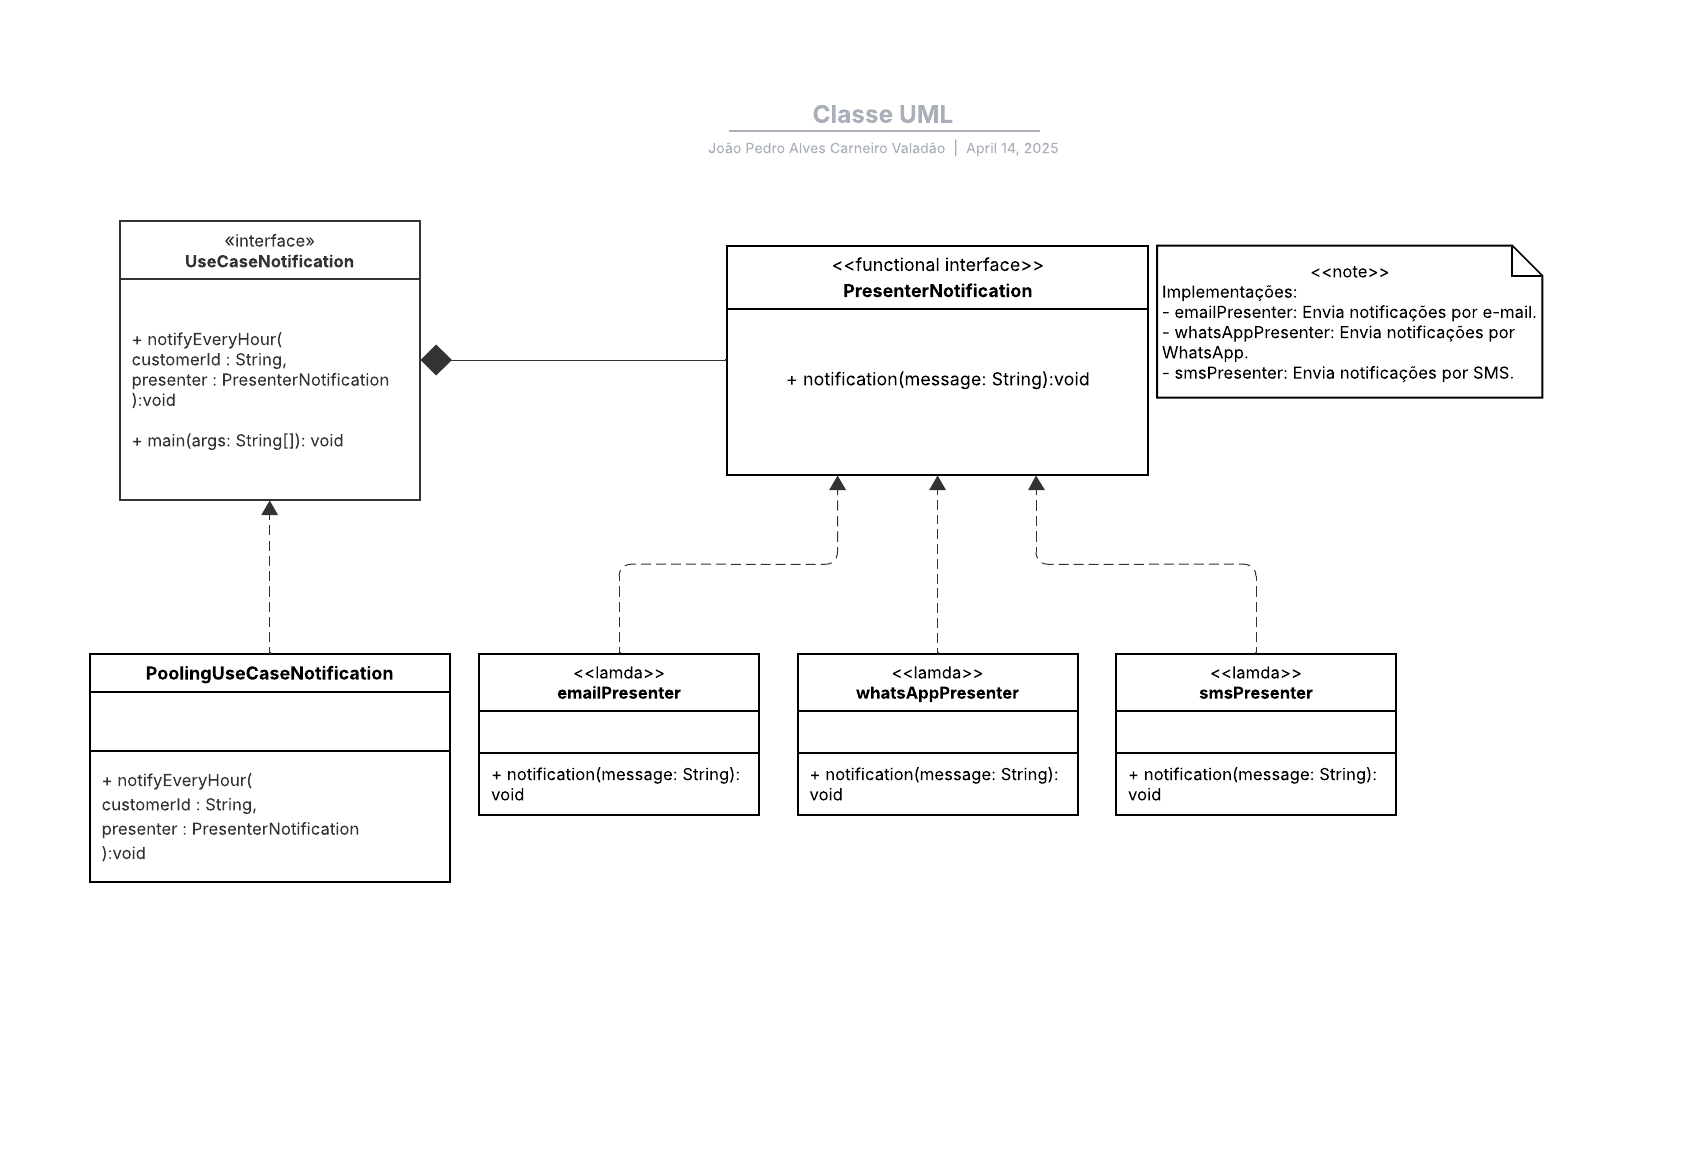 Classe UML
João Pedro Alves Carneiro Valadão | April 14, 2025
«interface»
UseCaseNotification
+ notifyEveryHour(
customerId : String,
presenter : PresenterNotification
):void
+ main(args: String[]): void
<<functional interface>>
PresenterNotification
+ notification(message: String):void
<<note>>
Implementações:
- emailPresenter: Envia notificações por e-mail.
- whatsAppPresenter: Envia notificações por
WhatsApp.
- smsPresenter: Envia notificações por SMS.
PoolingUseCaseNotification
+ notifyEveryHour(
customerId : String,
presenter : PresenterNotification
):void
<<lamda>>
emailPresenter
+ notification(message: String):
void
<<lamda>>
whatsAppPresenter
+ notification(message: String):
void
<<lamda>>
smsPresenter
+ notification(message: String):
void